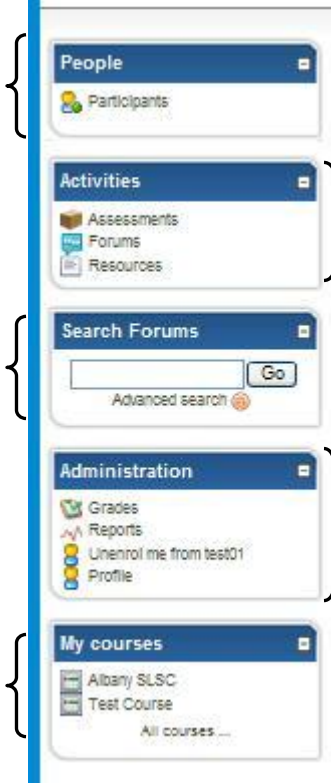 People
Participants
Activities
Assessments
Forums
Resources
Search Forums
Go
Advanced search
Administration
Grades
Reports
Unenrol me from test01
Profile
My courses
Albany SLSC
Test Course
All courses ...